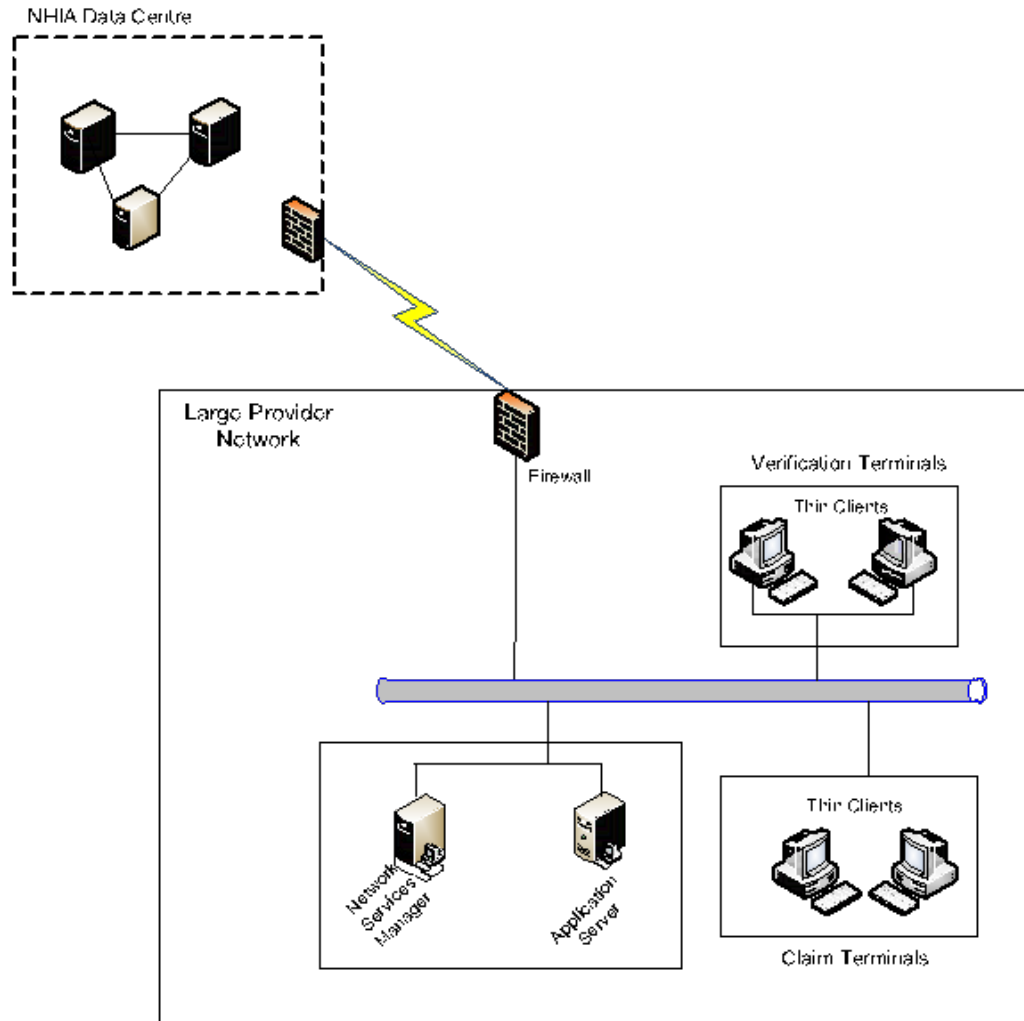 NHIA Data Centre
Large Provider
Network
Firewall
Verification Terminals
Thin Clients
Network
Services
Manager
Application
Server
Thin Clients
Claim Terminals